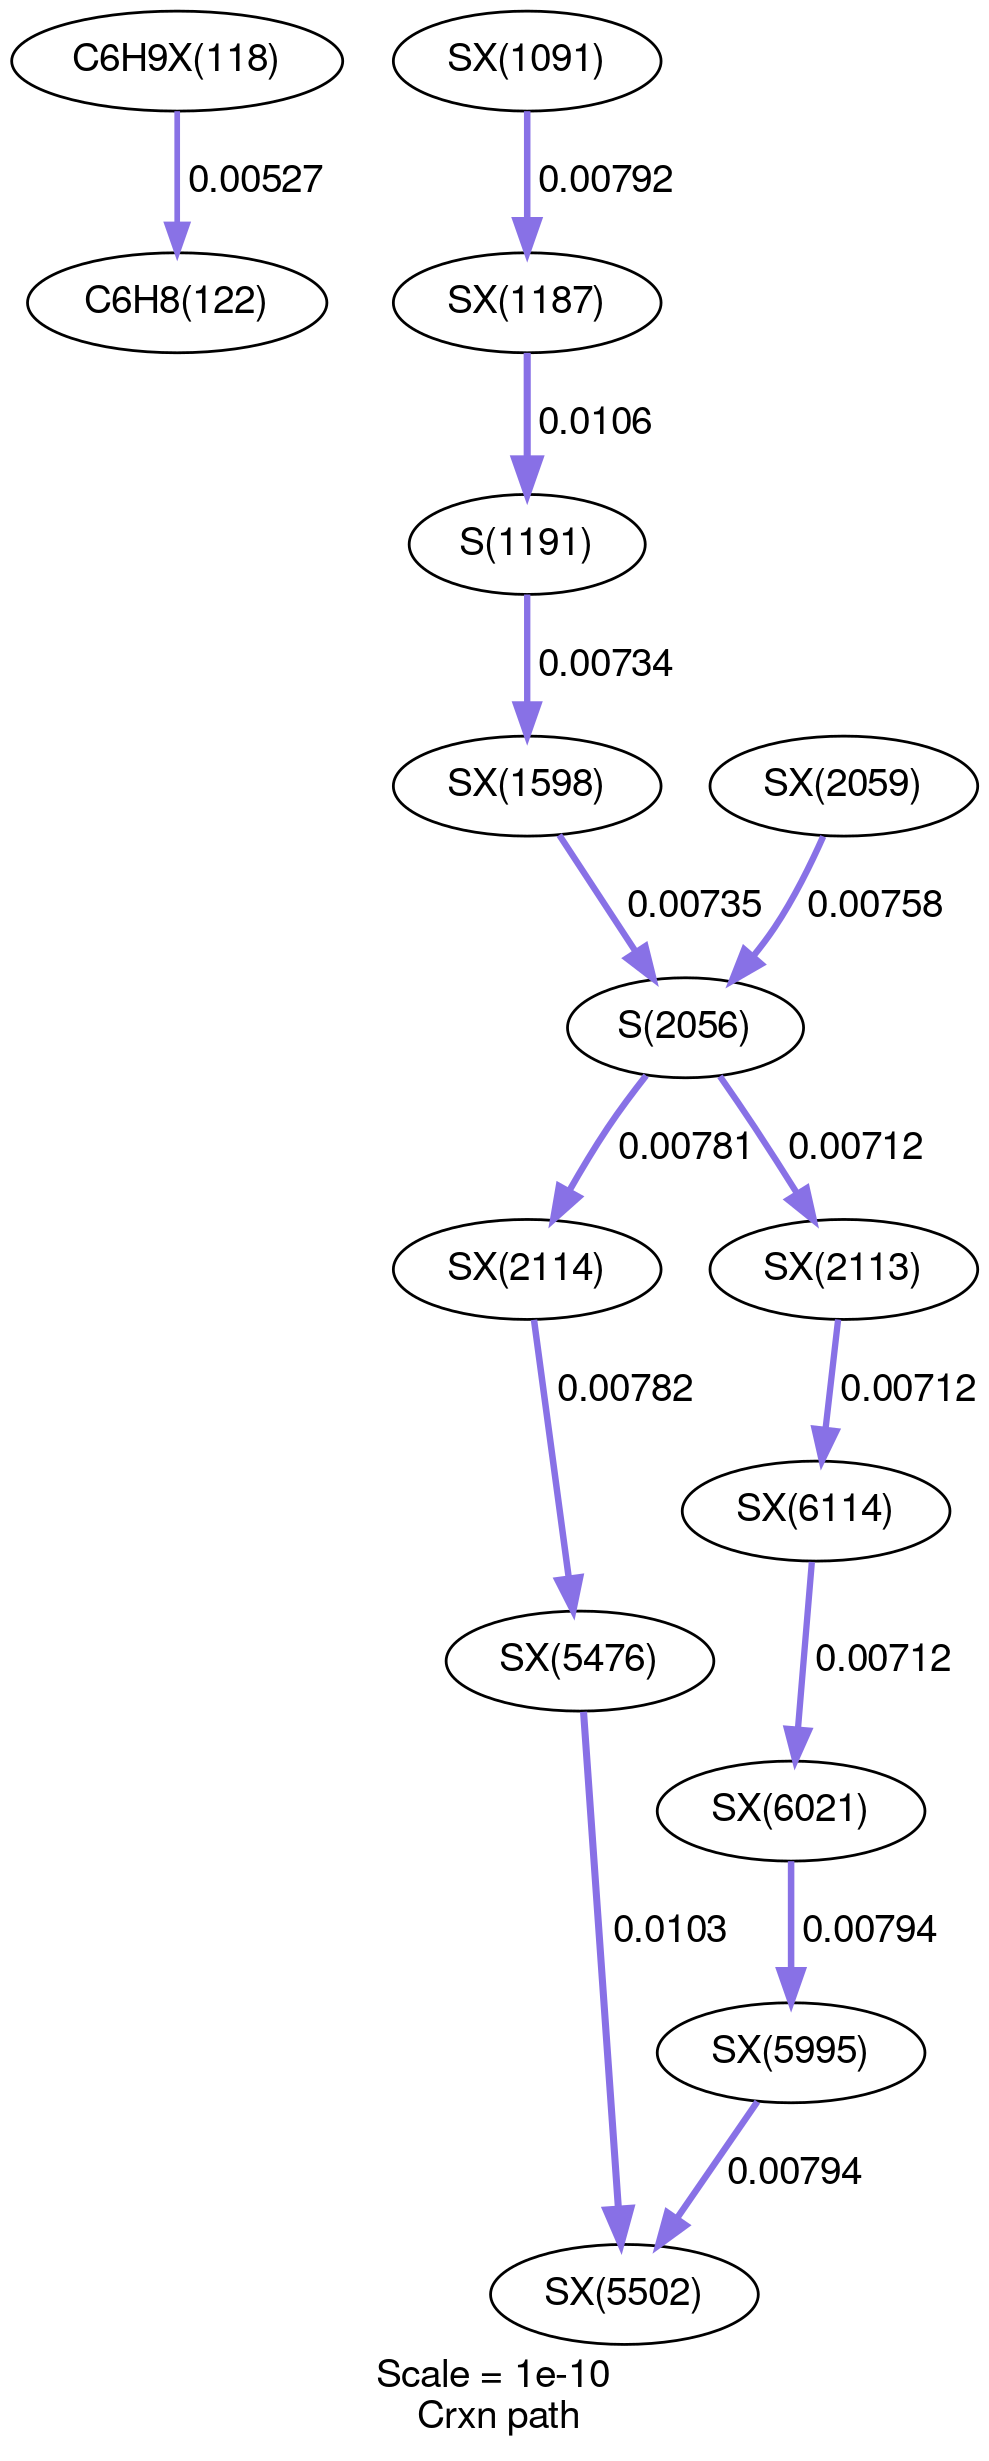 C6H9X(118)
SX(1091)
0.00527
0.00792
C6H8(122)
SX(1187)
0.0106
S(1191)
0.00734
SX(1598)
SX(2059)
0.00735
0.00758
S(2056)
0.00781
0.00712
SX(2114)
SX(2113)
0.00782
0.00712
SX(6114)
SX(5476)
0.00712
SX(6021)
0.0103
0.00794
SX(5995)
0.00794
SX(5502)
Scale = 1e-10
Crxn path